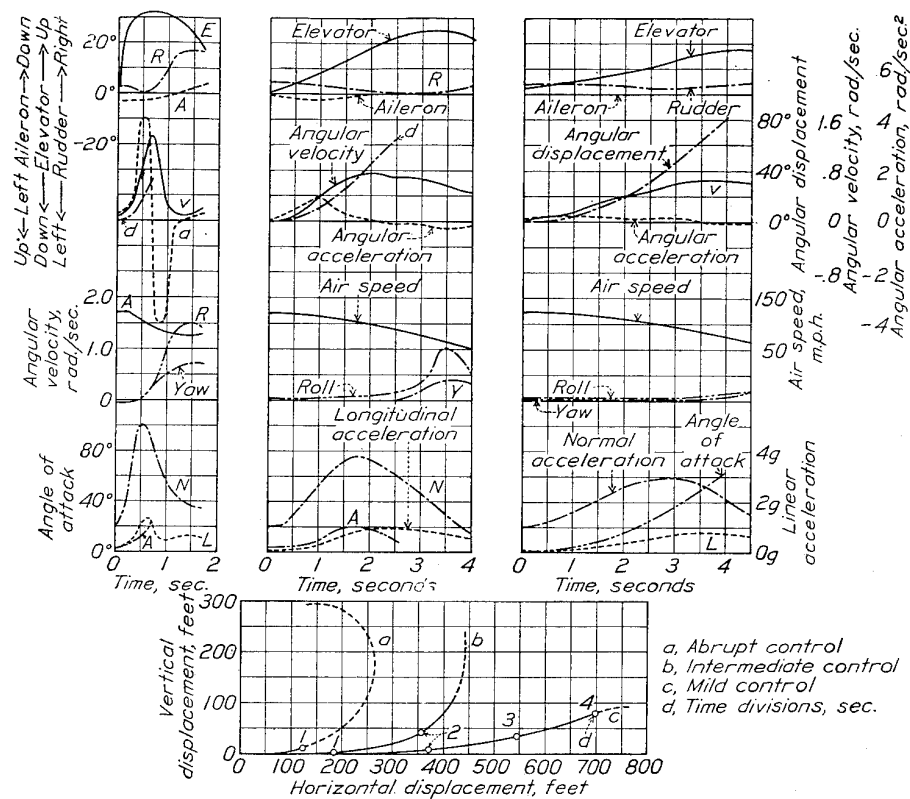 Up←Left Aileron→Down
Down←Elevator→Up
Left←Rudder→Right
20°
0°
-20°
E
R
A
d
v
a
Elevator
R
Aileron
Angular velocity
d
Angular acceleration
Elevator
Aileron
Rudder
Angular displacement
v
Angular acceleration
80°
40°
0°
Angular displacement
1.6
.8
0
-.8
Angular velocity, rad./sec.
6
4
2
0
-2
-4
Angular acceleration, rad./sec.²
Angular velocity, rad./sec.
2.0
1.0
0
A
R
Yaw
Air speed
Roll
Y
Air speed
Roll
Yaw
150
50
Air speed, m.p.h.
Angle of attack
80°
40°
0°
N
A
L
0 1 2
Time, sec.
Longitudinal acceleration
N
A
0 1 2 3 4
Time, seconds
Normal acceleration
Angle of attack
L
0 1 2 3 4
Time, seconds
4g
2g
0g
Linear acceleration
Vertical displacement, feet
300
200
100
0
a
b
c
d
1
1
2
3
4
0 100 200 300 400 500 600 700 800
Horizontal displacement, feet
a, Abrupt control
b, Intermediate control
c, Mild control
d, Time divisions, sec.